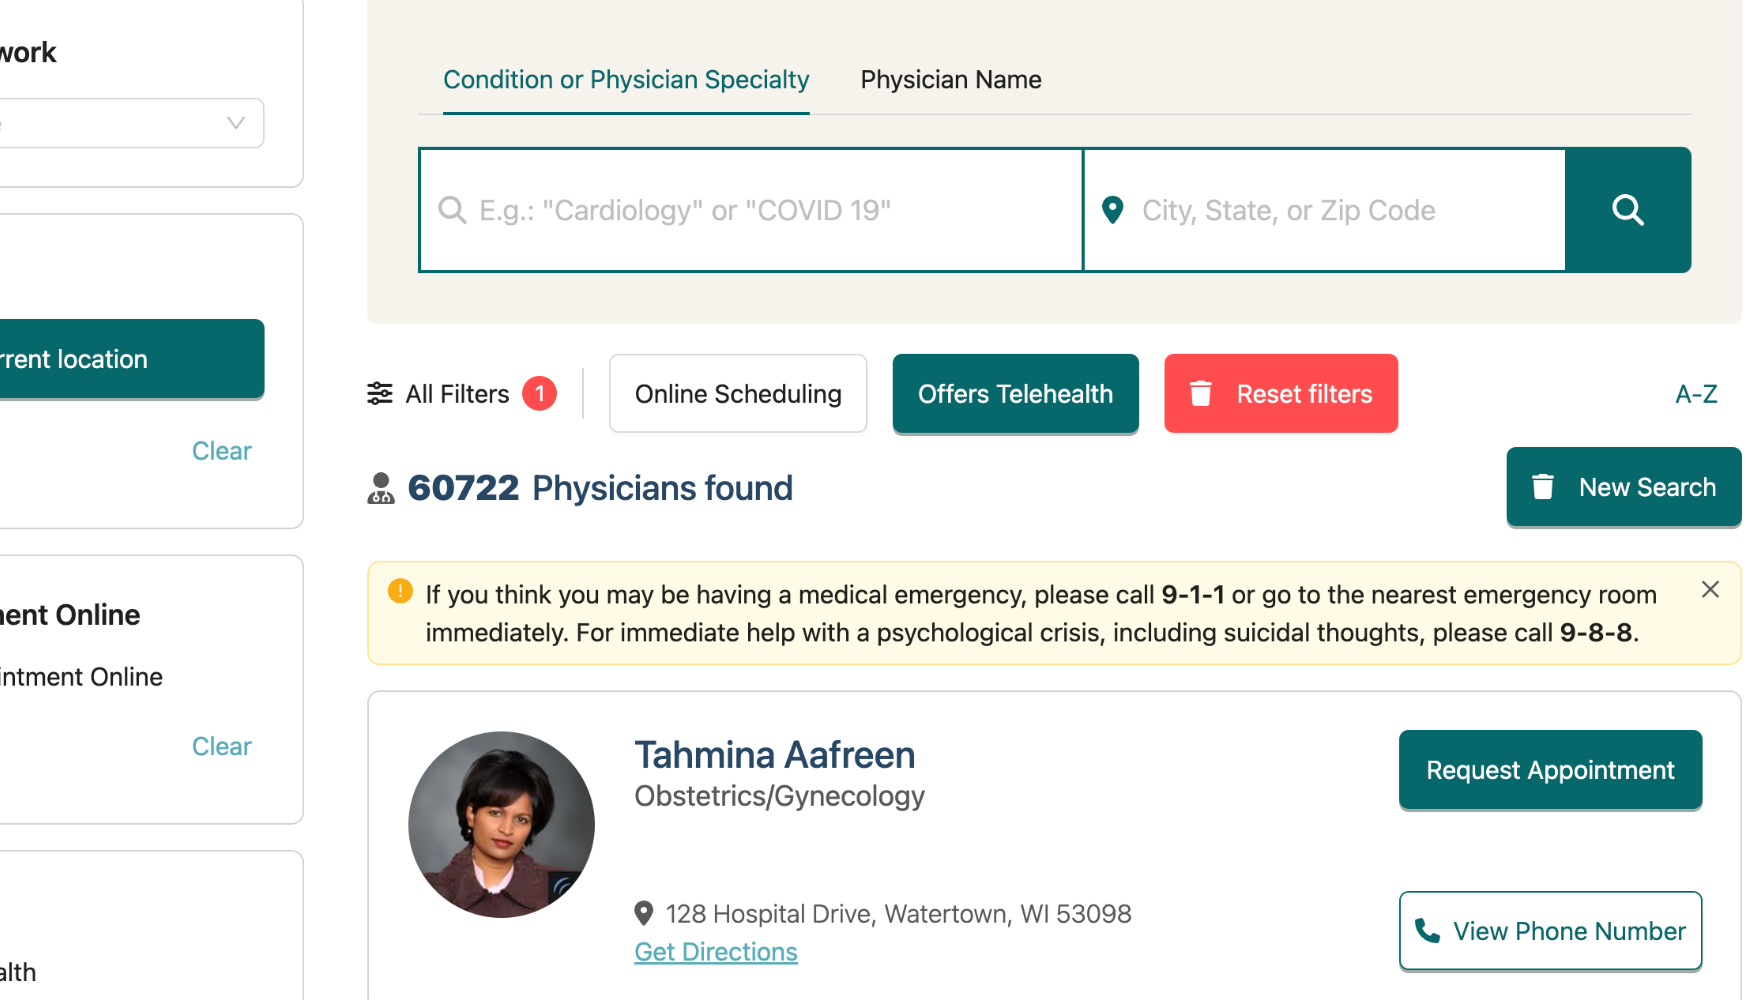 work
rrent location
Clear
ment Online
intment Online
Clear
alth
Condition or Physician Specialty
Physician Name
E.g.: "Cardiology" or "COVID 19"
City, State, or Zip Code
All Filters 1
Online Scheduling
Offers Telehealth
Reset filters
A-Z
60722 Physicians found
New Search
If you think you may be having a medical emergency, please call 9-1-1 or go to the nearest emergency room
immediately. For immediate help with a psychological crisis, including suicidal thoughts, please call 9-8-8.
Tahmina Aafreen
Obstetrics/Gynecology
Request Appointment
128 Hospital Drive, Watertown, WI 53098
Get Directions
View Phone Number